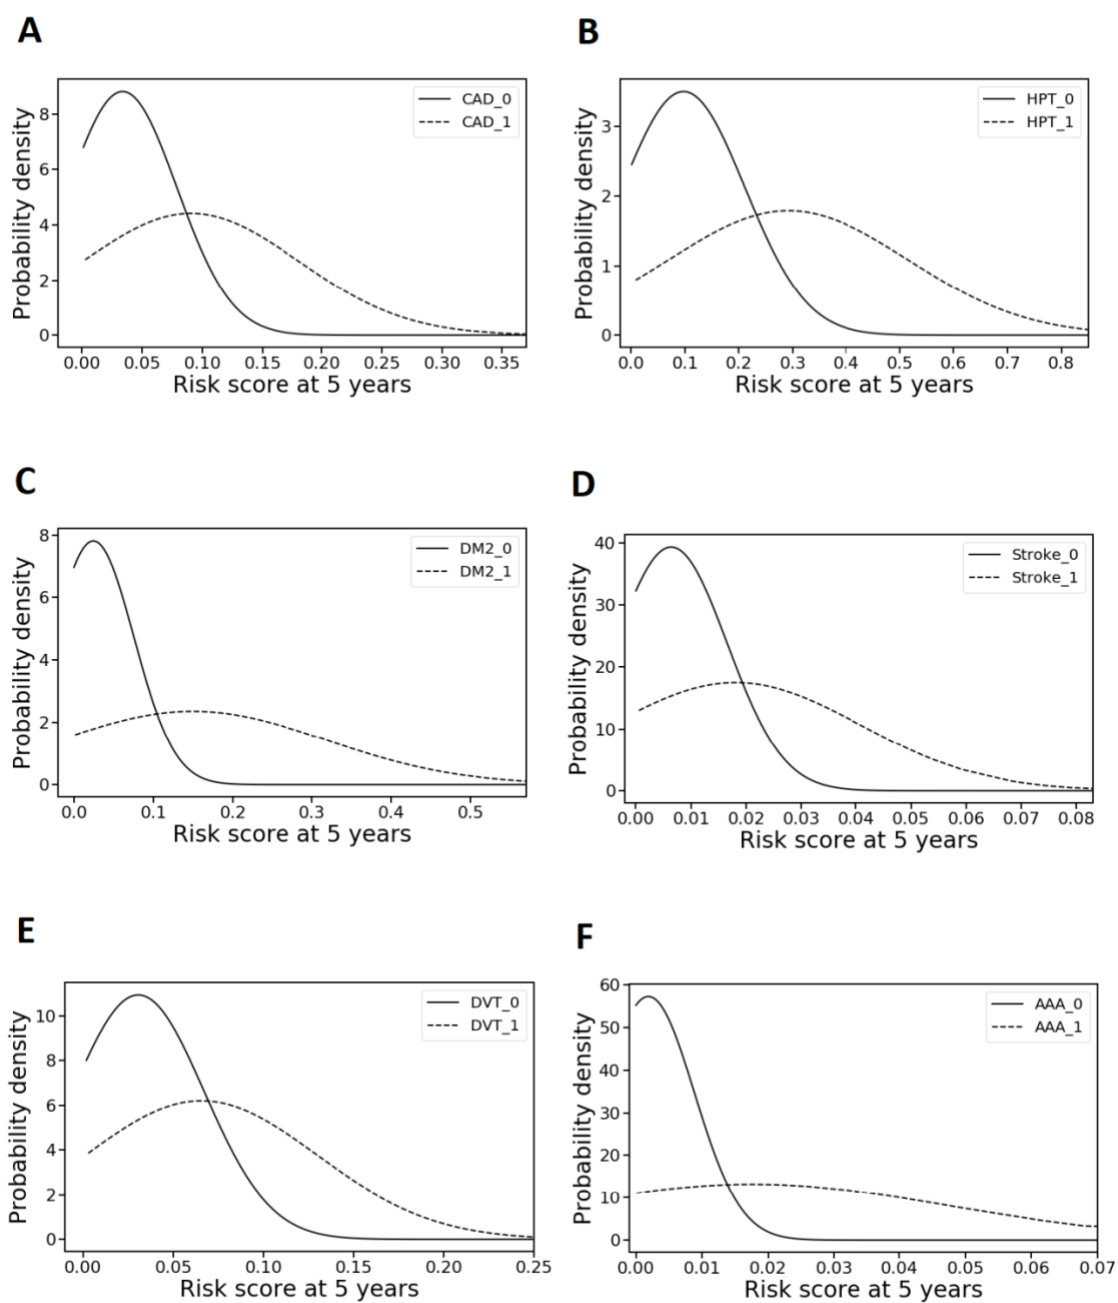 A
CAD_0
CAD_1
Probability density
8
6
4
2
0
0.00 0.05 0.10 0.15 0.20 0.25 0.30 0.35
Risk score at 5 years
B
HPT_0
HPT_1
Probability density
3
2
1
0
0.0 0.1 0.2 0.3 0.4 0.5 0.6 0.7 0.8
Risk score at 5 years
C
DM2_0
DM2_1
Probability density
8
6
4
2
0
0.0 0.1 0.2 0.3 0.4 0.5
Risk score at 5 years
D
Stroke_0
Stroke_1
Probability density
40
30
20
10
0
0.00 0.01 0.02 0.03 0.04 0.05 0.06 0.07 0.08
Risk score at 5 years
E
DVT_0
DVT_1
Probability density
10
8
6
4
2
0
0.00 0.05 0.10 0.15 0.20 0.25
Risk score at 5 years
F
AAA_0
AAA_1
Probability density
60
50
40
30
20
10
0
0.00 0.01 0.02 0.03 0.04 0.05 0.06 0.07
Risk score at 5 years